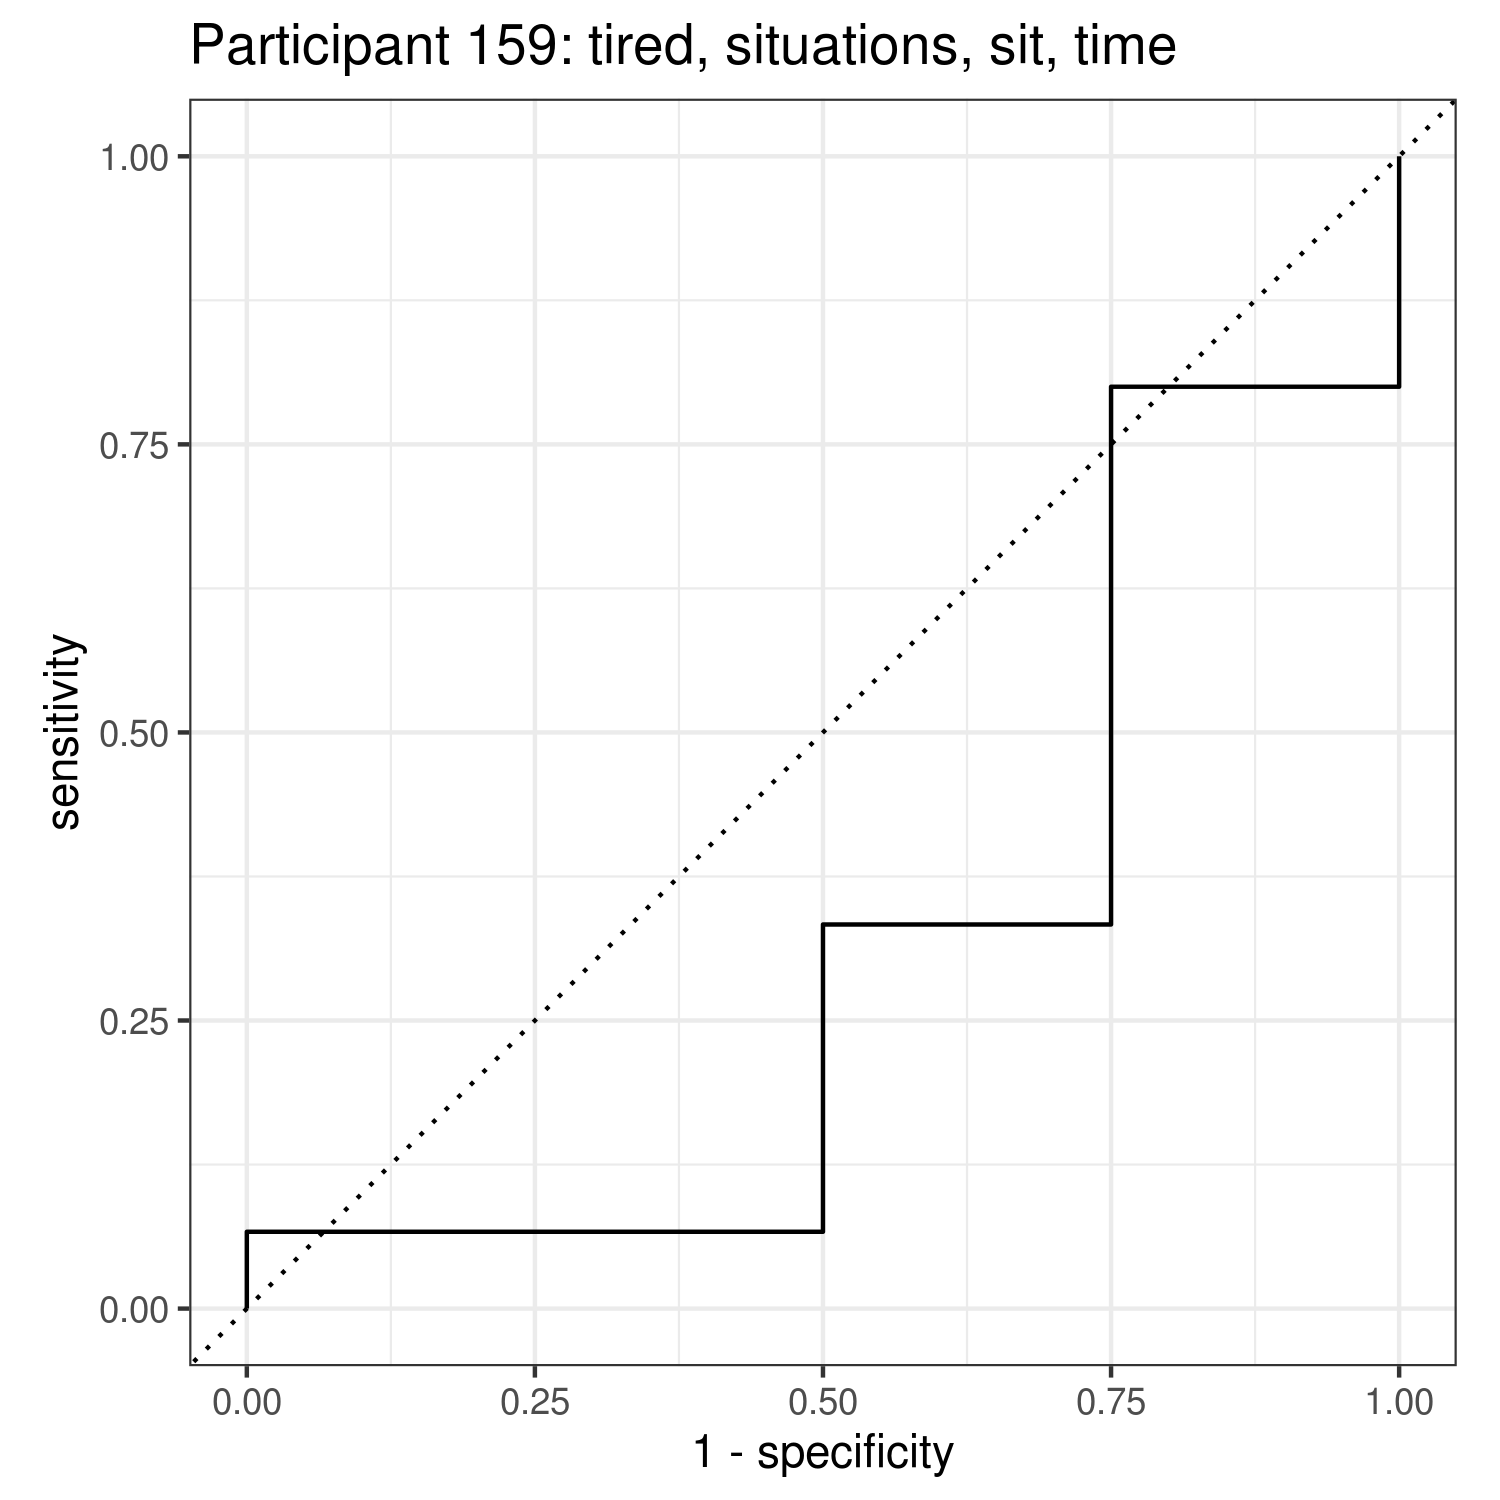 Participant 159: tired, situations, sit, time
1.00
0.75
0.50
0.25
0.00
sensitivity
0.00 0.25 0.50 0.75 1.00
1 - specificity